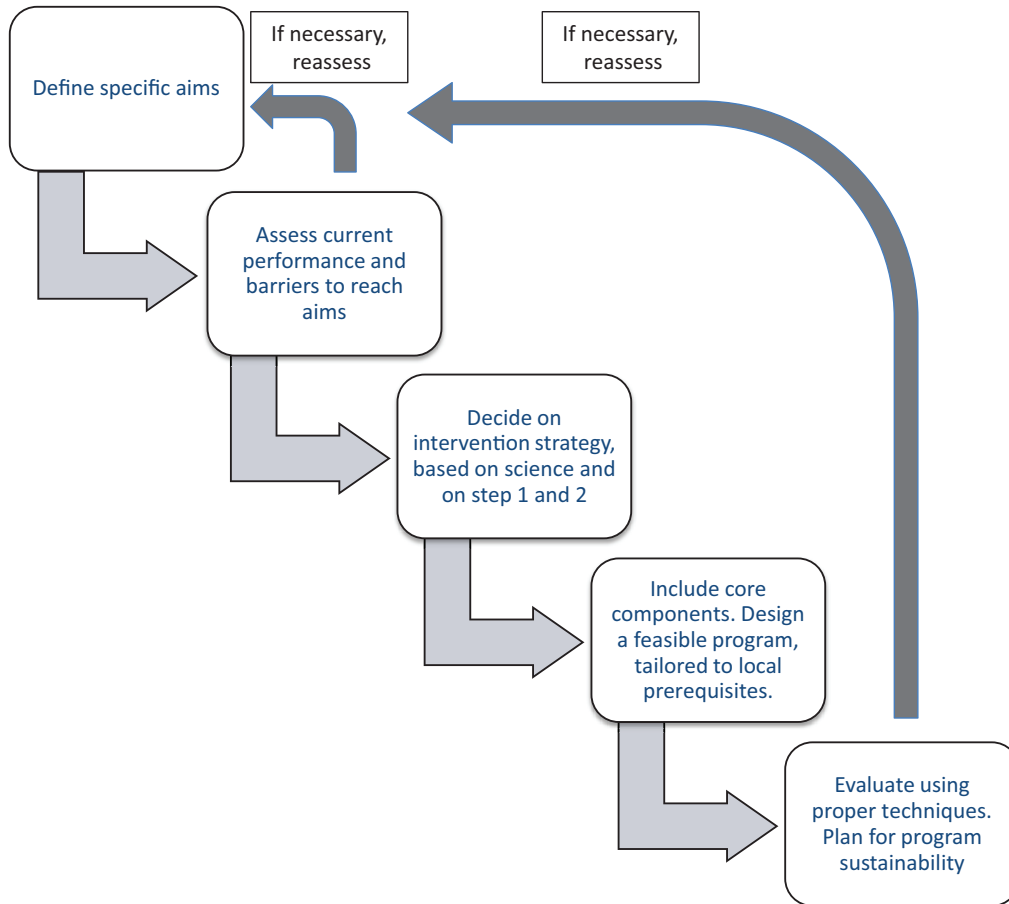 If necessary,
reassess
If necessary,
reassess
Define specific aims
Assess current
performance and
barriers to reach
aims
Decide on
intervention strategy,
based on science and
on step 1 and 2
Include core
components. Design
a feasible program,
tailored to local
prerequisites.
Evaluate using
proper techniques.
Plan for program
sustainability